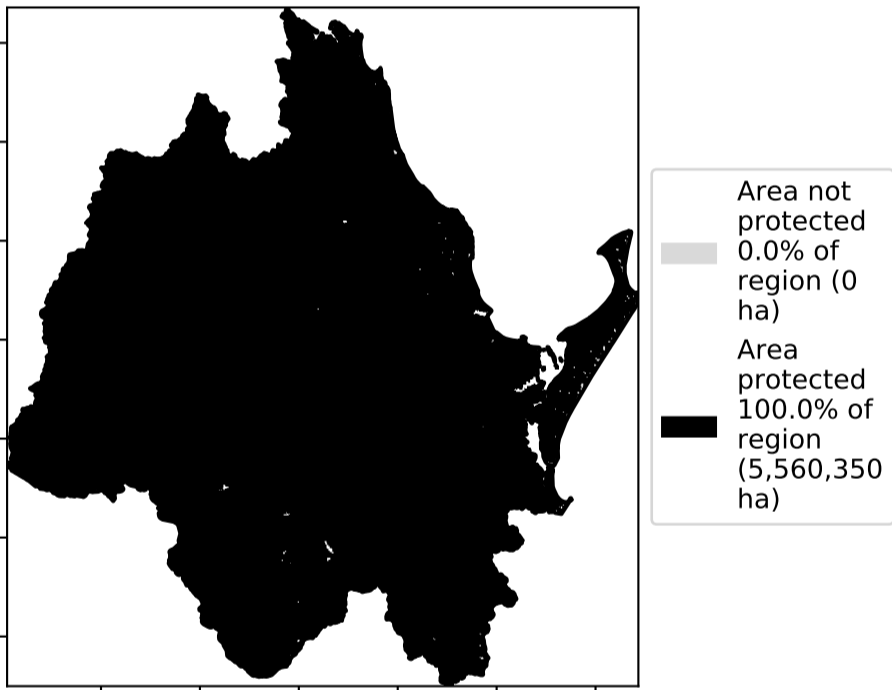 Area not
protected
0.0% of
region (0
ha)
Area
protected
100.0% of
region
(5,560,350
ha)